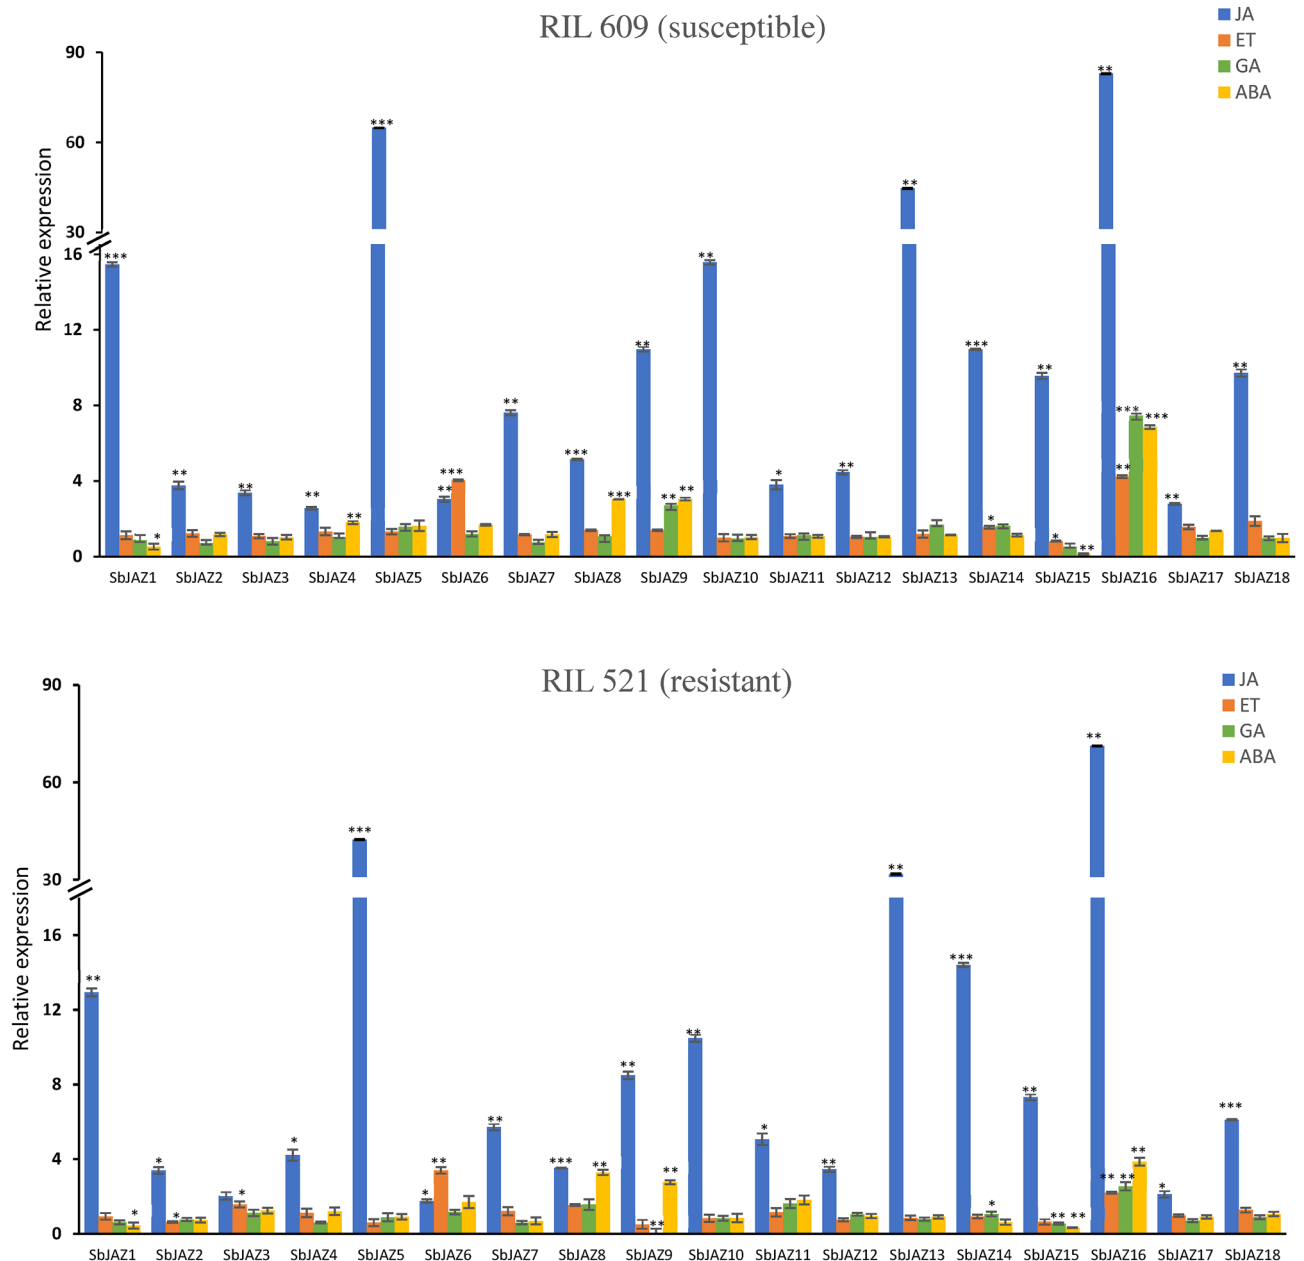 RIL 609 (susceptible)
JA
ET
GA
ABA
Relative expression
90
60
30
16
12
8
4
0
*** * ** ** ** ** *** ** *** ** *** *** ** ** ** ** * ** ** *** * ** * ** ** ** *** *** ** **
SbJAZ1 SbJAZ2 SbJAZ3 SbJAZ4 SbJAZ5 SbJAZ6 SbJAZ7 SbJAZ8 SbJAZ9 SbJAZ10 SbJAZ11 SbJAZ12 SbJAZ13 SbJAZ14 SbJAZ15 SbJAZ16 SbJAZ17 SbJAZ18
RIL 521 (resistant)
JA
ET
GA
ABA
Relative expression
90
60
30
16
12
8
4
0
** * * * * * *** * ** ** *** ** ** ** ** ** * ** ** *** * ** ** ** ** ** ** ** * ***
SbJAZ1 SbJAZ2 SbJAZ3 SbJAZ4 SbJAZ5 SbJAZ6 SbJAZ7 SbJAZ8 SbJAZ9 SbJAZ10 SbJAZ11 SbJAZ12 SbJAZ13 SbJAZ14 SbJAZ15 SbJAZ16 SbJAZ17 SbJAZ18